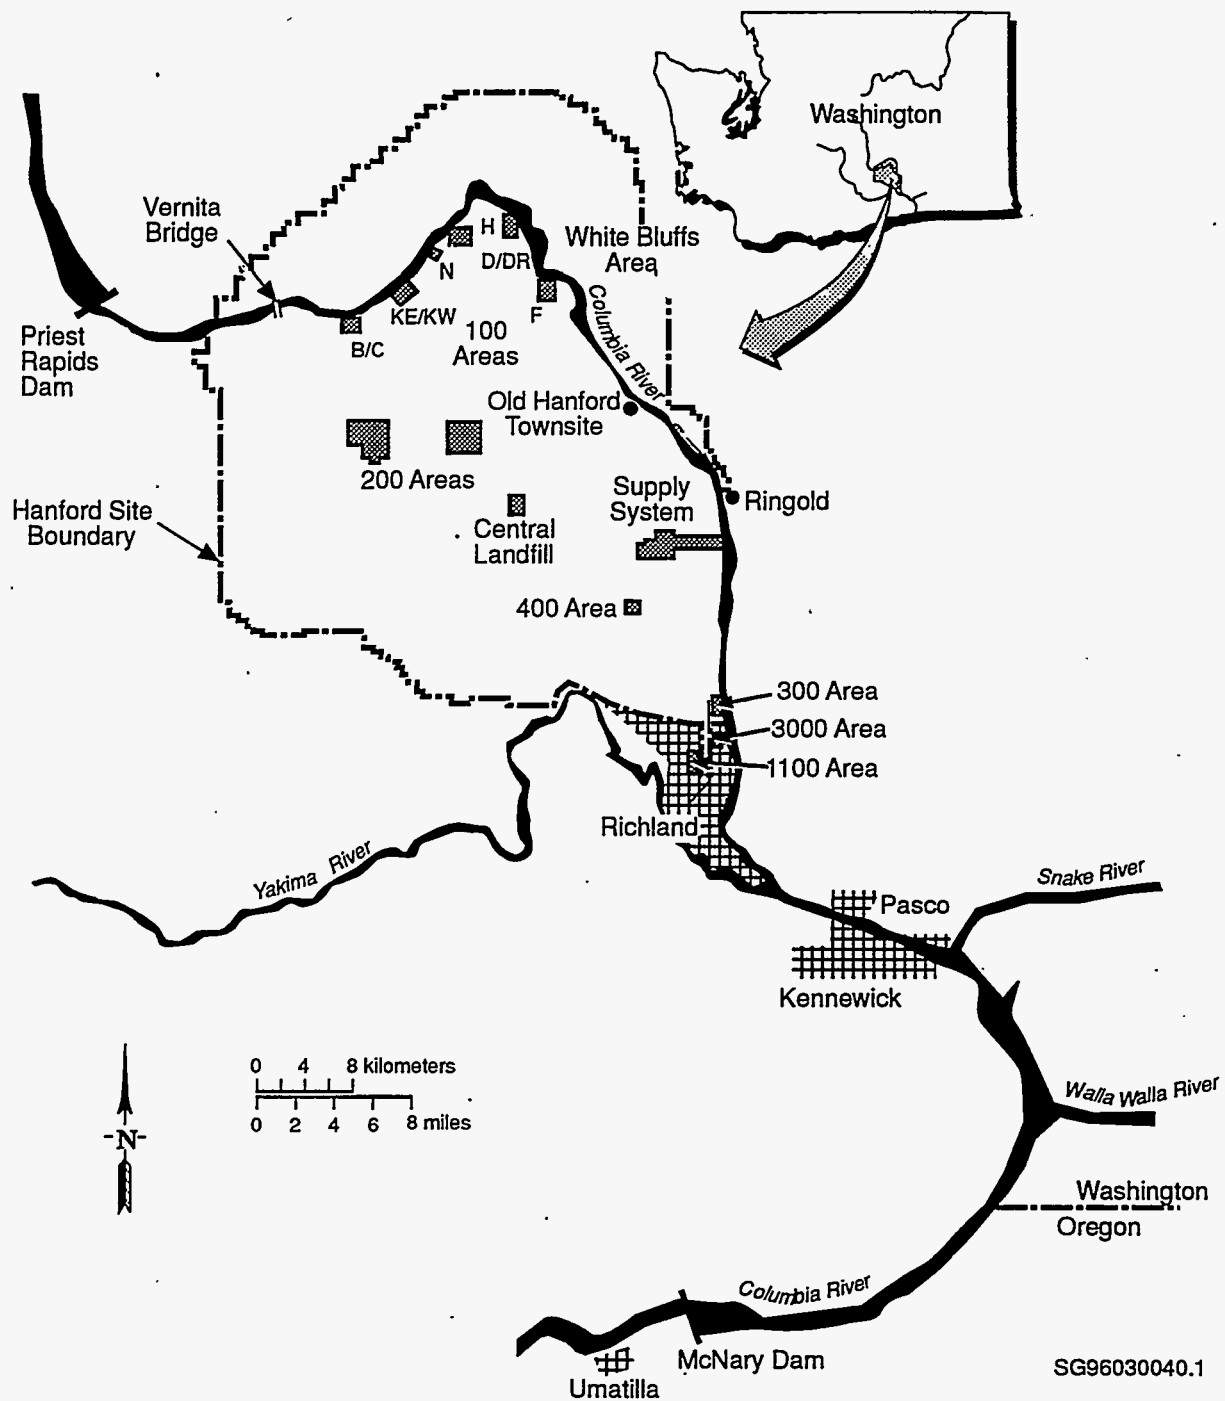 Washington
Vernita
Bridge
White Bluffs
Area
H
D/DR
N
KE/KW
F
B/C
100
Areas
Columbia River
Priest
Rapids
Dam
Old Hanford
Townsite
200 Areas
Supply
System
Ringold
Hanford Site
Boundary
Central
Landfill
400 Area
300 Area
3000 Area
1100 Area
Richland
Yakima River
Snake River
Pasco
Kennewick
0 4 8 kilometers
0 2 4 6 8 miles
N
Walla Walla River
Washington
Oregon
Columbia River
McNary Dam
Umatilla
SG96030040.1